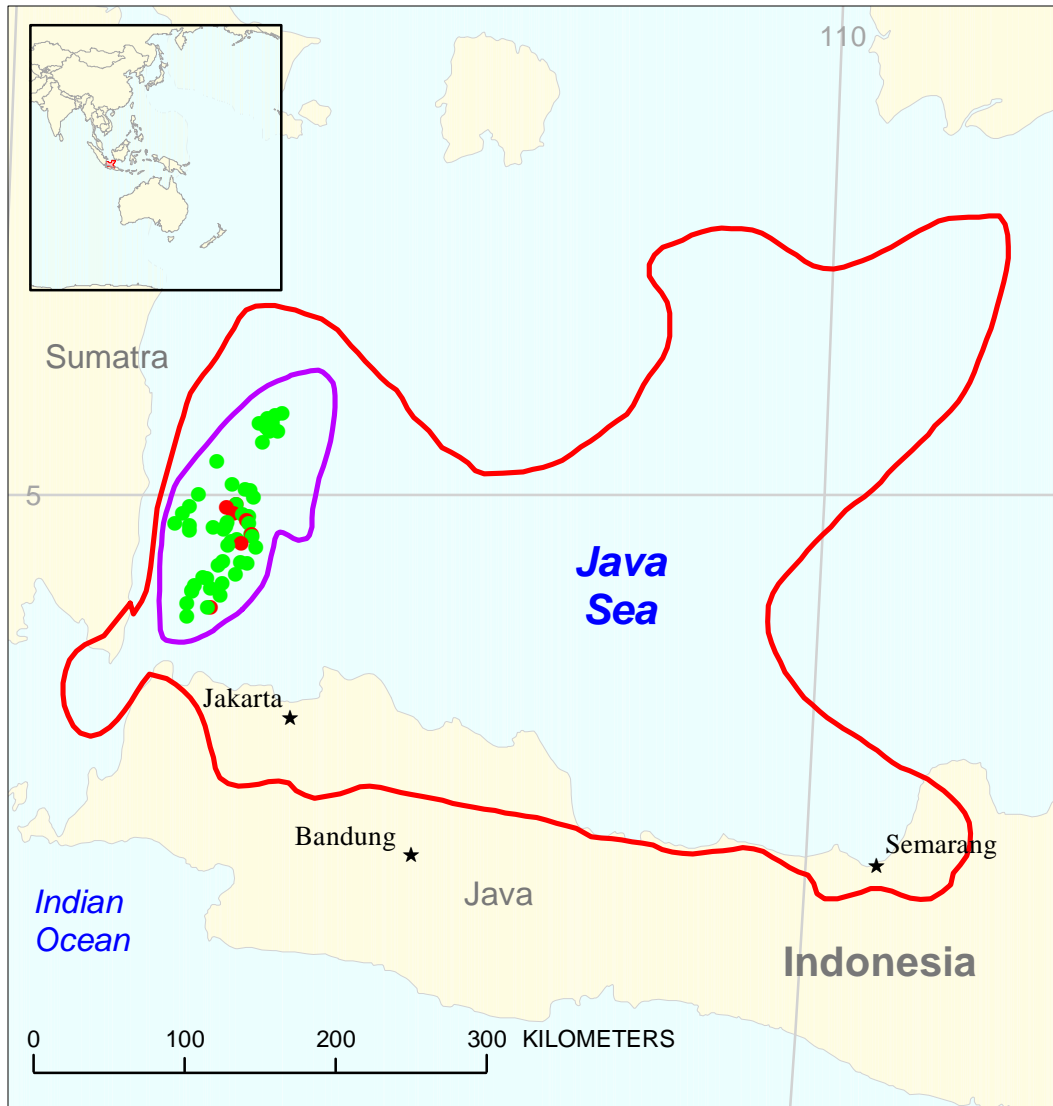 110
Sumatra
5
Java
Sea
Jakarta
Bandung
Semarang
Java
Indian
Ocean
Indonesia
0 100 200 300 KILOMETERS